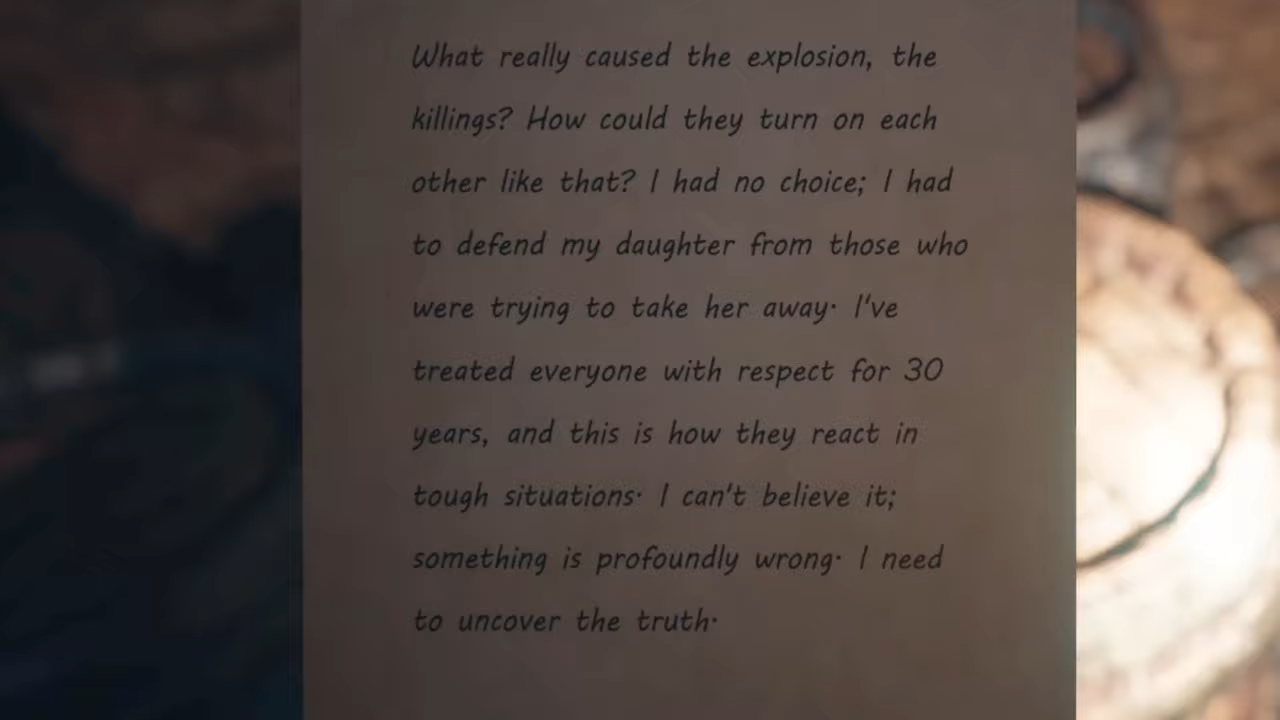 What really caused the explosion, the
killings? How could they turn on each
other like that? I had no choice; I had
to defend my daughter from those who
were trying to take her away· I've
treated everyone with respect for 30
years, and this is how they react in
tough situations· I can't believe it;
something is profoundly wrong· I need
to uncover the truth·